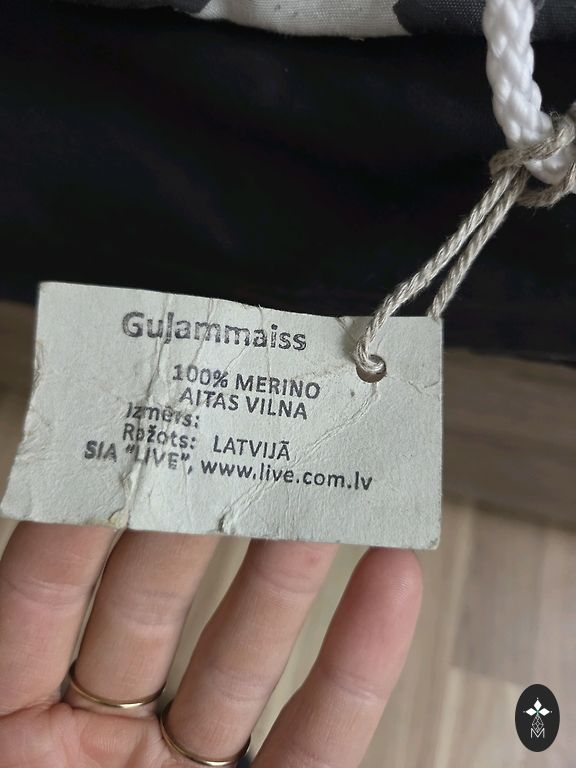 Guļammaiss
100% MERINO
AITAS VILNA
Izmērs:
Ražots: LATVIJĀ
SIA "LIVE", www.live.com.lv